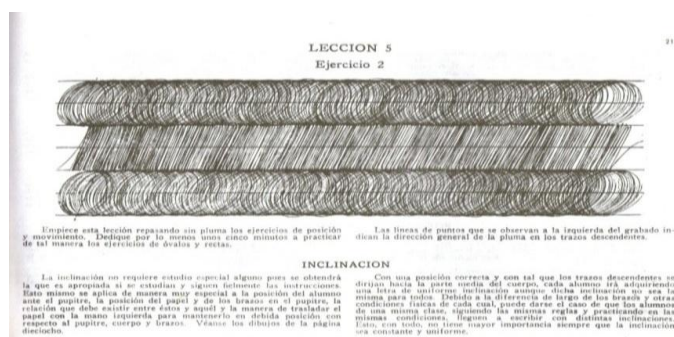 21
LECCION 5
Ejercicio 2
Empiece esta lección repasando sin pluma los ejercicios de posición
y movimiento. Dedique por lo menos unos cinco minutos a practicar
de tal manera los ejercicios de óvalos y rectas.
Las líneas de puntos que se observan a la izquierda del grabado in-
dican la dirección general de la pluma en los trazos descendentes.
INCLINACION
La inclinación no requiere estudio especial alguno pues se obtendrá
la que es apropiada si se estudian y siguen fielmente las instrucciones.
Esto mismo se aplica de manera muy especial a la posición del alumno
ante el pupitre, la posición del papel y de los brazos en el pupitre, la
relación que debe existir entre éstos y aquél y la manera de trasladar el
papel con la mano izquierda para mantenerlo en debida posición con
respecto al pupitre, cuerpo y brazos. Véanse los dibujos de la página
dieciocho.
Con una posición correcta y con tal que los trazos descendentes se
dirijan hacia la parte media del cuerpo, cada alumno irá adquiriendo
una letra de uniforme inclinación aunque dicha inclinación no sea la
misma para todos. Debido a la diferencia de largo de los brazos y otras
condiciones físicas de cada cual, puede darse el caso de que los alumnos
de una misma clase, siguiendo las mismas reglas y practicando en las
mismas condiciones, lleguen a escribir con distintas inclinaciones.
Esto, con todo, no tiene mayor importancia siempre que la inclinación
sea constante y uniforme.